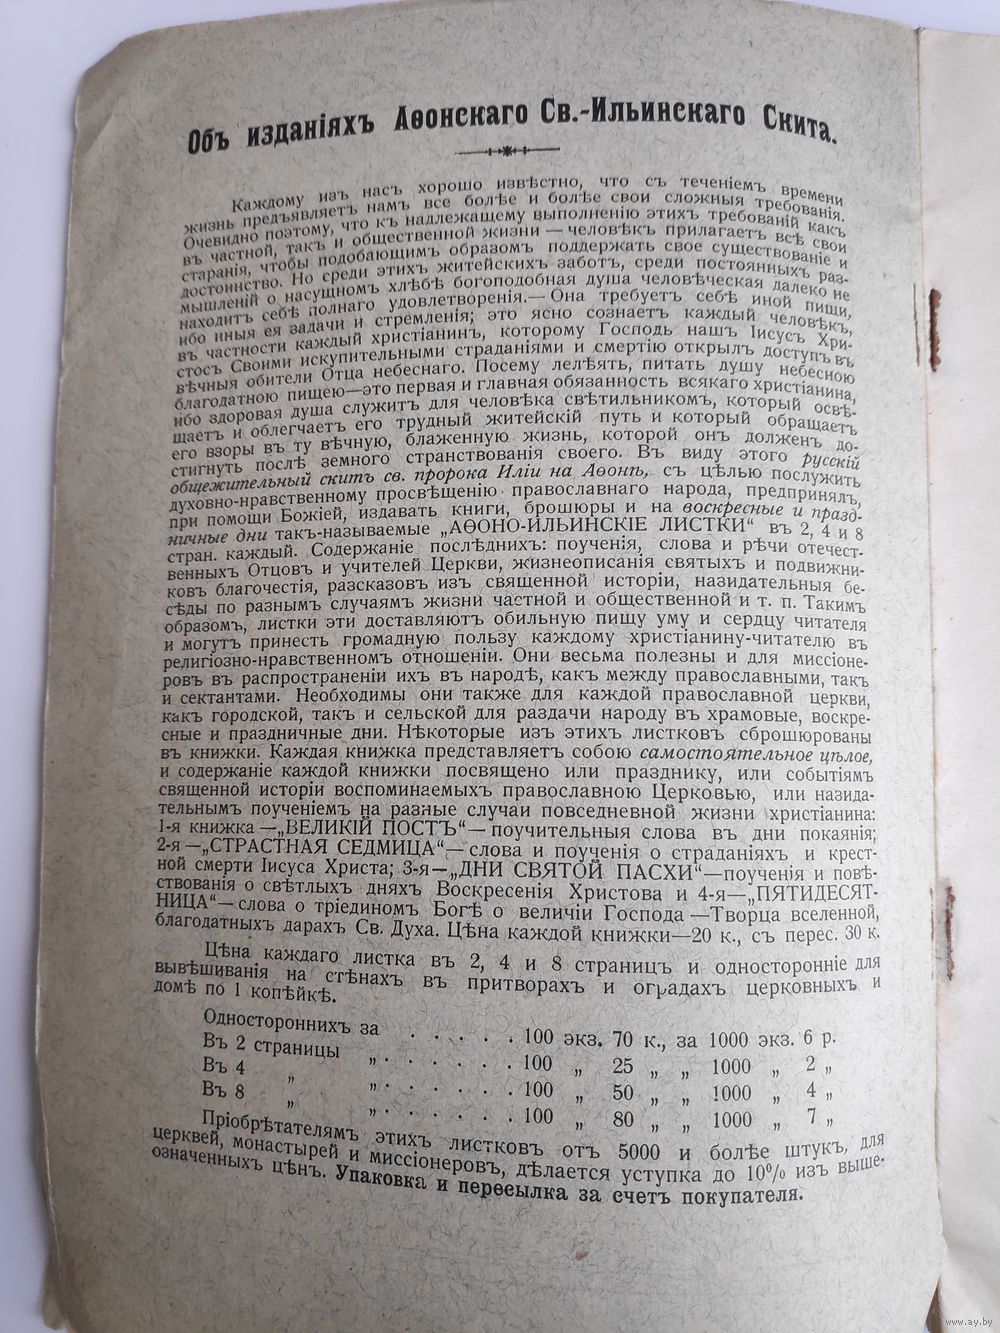 Объ изданіяхъ Аѳонскаго Св.-Ильинскаго Скита.
Каждому изъ насъ хорошо извѣстно, что съ теченіемъ времени
жизнь предъявляетъ намъ все болѣе и болѣе свои сложныя требованія.
Очевидно поэтому, что къ надлежащему выполненію этихъ требованій какъ
въ частной, такъ и общественной жизни — человѣкъ прилагаетъ всѣ свои
старанія, чтобы подобающимъ образомъ поддержать свое существованіе и
достоинство. Но среди этихъ житейскихъ заботъ, среди постоянныхъ раз-
мышленій о насущномъ хлѣбѣ богоподобная душа человѣческая далеко не
находитъ себѣ полнаго удовлетворенія.— Она требуетъ себѣ иной пищи,
ибо иныя ея задачи и стремленія; это ясно сознаетъ каждый человѣкъ,
въ частности каждый христіанинъ, которому Господь нашъ Іисусъ Хри-
стосъ Своими искупительными страданіями и смертію открылъ доступъ въ
вѣчныя обители Отца небеснаго. Посему лелѣять, питать душу небесною
благодатною пищею—это первая и главная обязанность всякаго христіанина,
ибо здоровая душа служитъ для человѣка свѣтильникомъ, который освѣ-
щаетъ и облегчаетъ его трудный житейскій путь и который обращаетъ
его взоры въ ту вѣчную, блаженную жизнь, которой онъ долженъ до-
стигнуть послѣ земного странствованія своего. Въ виду этого русскій
общежительный скитъ св. пророка Иліи на Аѳонѣ, съ цѣлью послужить
духовно-нравственному просвѣщенію православнаго народа, предпринялъ,
при помощи Божіей, издавать книги, брошюры и на воскресные и празд-
ничные дни такъ-называемые „АѲОНО-ИЛЬИНСКІЕ ЛИСТКИ“ въ 2, 4 и 8
стран. каждый. Содержаніе послѣднихъ: поученія, слова и рѣчи отечест-
венныхъ Отцовъ и учителей Церкви, жизнеописанія святыхъ и подвижни-
ковъ благочестія, разсказовъ изъ священной исторіи, назидательныя бе-
сѣды по разнымъ случаямъ жизни частной и общественной и т. п. Такимъ
образомъ, листки эти доставляютъ обильную пищу уму и сердцу читателя
и могутъ принесть громадную пользу каждому христіанину-читателю въ
религіозно-нравственномъ отношеніи. Они весьма полезны и для миссіоне-
ровъ въ распространеніи ихъ въ народѣ, какъ между православными, такъ
и сектантами. Необходимы они также для каждой православной церкви,
какъ городской, такъ и сельской для раздачи народу въ храмовые, воскре-
сные и праздничные дни. Нѣкоторые изъ этихъ листковъ сброшюрованы
въ книжки. Каждая книжка представляетъ собою самостоятельное цѣлое,
и содержаніе каждой книжки посвящено или празднику, или событіямъ
священной исторіи воспоминаемыхъ православною Церковью, или назида-
тельнымъ поученіемъ на разные случаи повседневной жизни христіанина:
1-я книжка—„ВЕЛИКІЙ ПОСТЪ“— поучительныя слова въ дни покаянія;
2-я—„СТРАСТНАЯ СЕДМИЦА“— слова и поученія о страданіяхъ и крест-
ной смерти Іисуса Христа; 3-я—„ДНИ СВЯТОЙ ПАСХИ“—поученія и повѣ-
ствованія о свѣтлыхъ дняхъ Воскресенія Христова и 4-я—„ПЯТИДЕСЯТ-
НИЦА“—слова о тріединомъ Богѣ о величіи Господа—Творца вселенной,
благодатныхъ дарахъ Св. Духа. Цѣна каждой книжки—20 к., съ перес. 30 к.
Цѣна каждаго листка въ 2, 4 и 8 страницъ и односторонніе для
вывѣшиванія на стѣнахъ въ притворахъ и оградахъ церковныхъ и
домѣ по 1 копѣйкѣ.
Одностороннихъ за . . . . . 100 экз. 70 к., за 1000 экз. 6 р.
Въ 2 страницы „ . . . . . . 100 „ 25 „ „ 1000 „ 2 „
Въ 4 „ „ . . . . . . 100 „ 50 „ „ 1000 „ 4 „
Въ 8 „ „ . . . . . . 100 „ 80 „ „ 1000 „ 7 „
Пріобрѣтателямъ этихъ листковъ отъ 5000 и болѣе штукъ, для
церквей, монастырей и миссіонеровъ, дѣлается уступка до 10% изъ выше-
означенныхъ цѣнъ. Упаковка и пересылка за счетъ покупателя.
www.ay.by